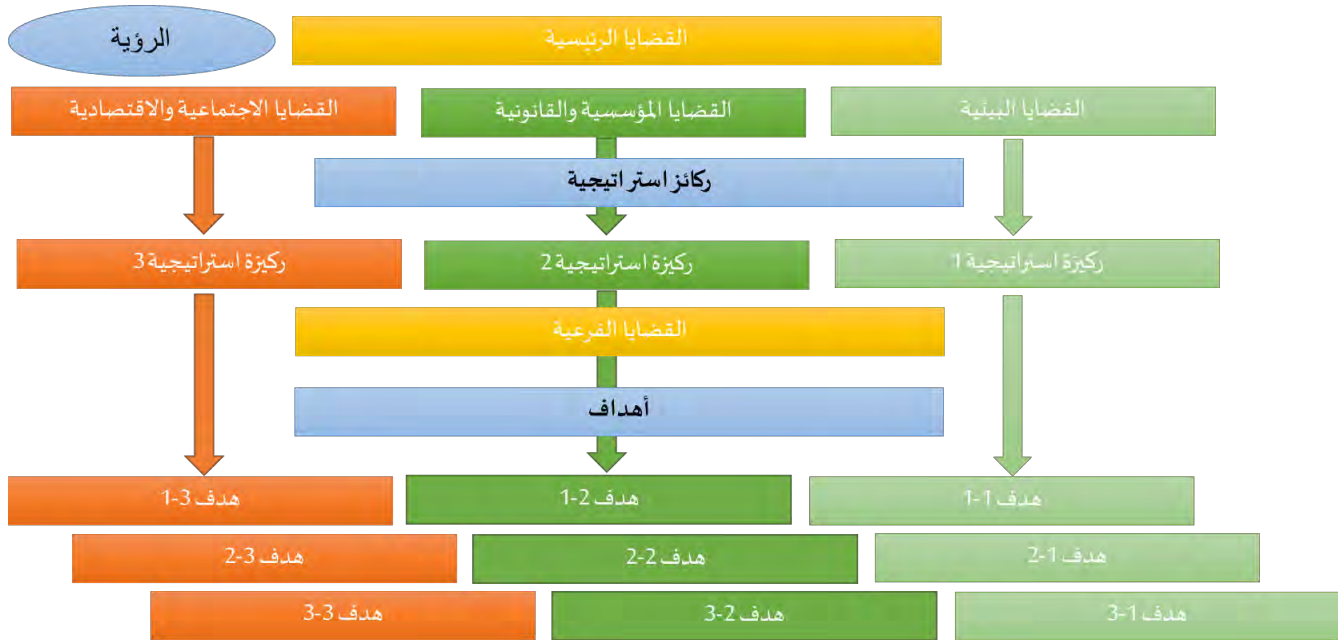 الرؤية
القضايا الرئيسية
القضايا البيئية
القضايا المؤسسية والقانونية
القضايا الاجتماعية والاقتصادية
ركائز استراتيجية
ركيزة استراتيجية 1
ركيزة استراتيجية 2
ركيزة استراتيجية 3
القضايا الفرعية
أهداف
هدف 1-1
هدف 2-1
هدف 3-1
هدف 1-2
هدف 2-2
هدف 3-2
هدف 1-3
هدف 2-3
هدف 3-3